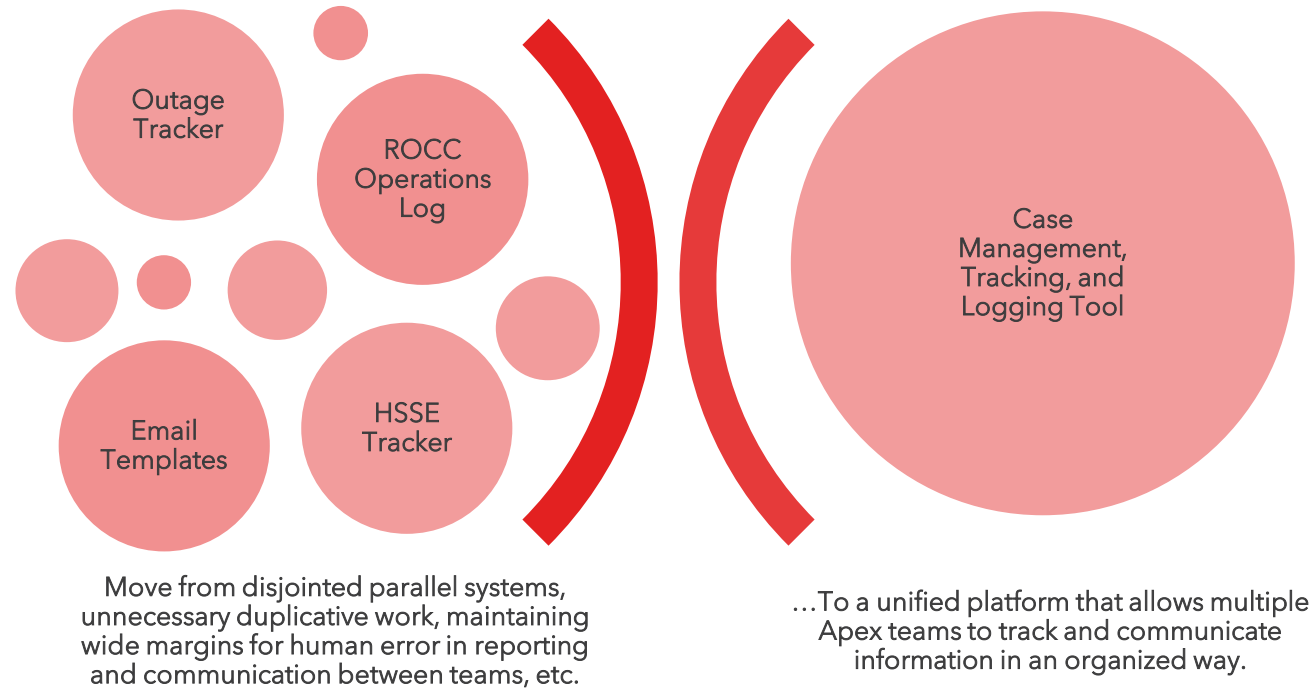 Outage
Tracker
ROCC
Operations
Log
Email
Templates
HSSE
Tracker
Move from disjointed parallel systems,
unnecessary duplicative work, maintaining
wide margins for human error in reporting
and communication between teams, etc.
Case
Management,
Tracking, and
Logging Tool
…To a unified platform that allows multiple
Apex teams to track and communicate
information in an organized way.